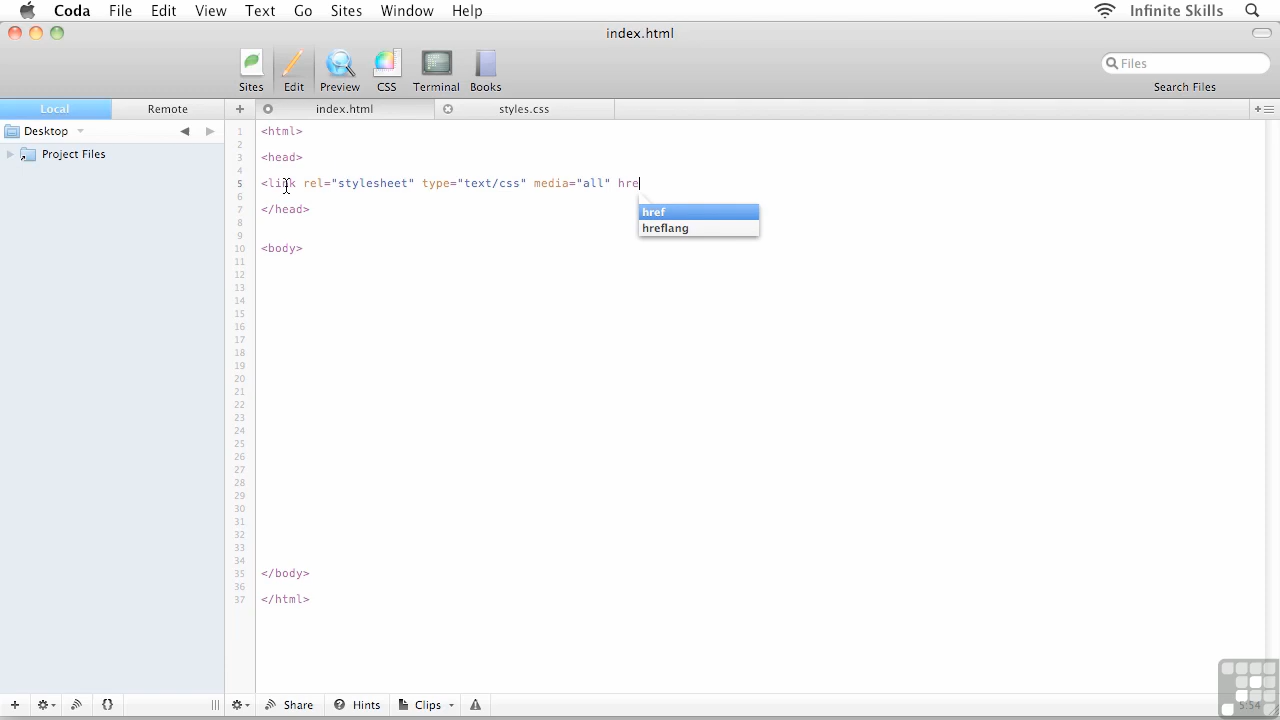 Coda File Edit View Text Go Sites Window Help Infinite Skills
index.html
Sites Edit Preview CSS Terminal Books Files Search Files
Local Remote + index.html styles.css
Desktop
Project Files
1 <html>
2
3 <head>
4
5 <link rel="stylesheet" type="text/css" media="all" hre
6
7 </head>
8
9
10 <body>
11
12
13
14
15
16
17
18
19
20
21
22
23
24
25
26
27
28
29
30
31
32
33
34
35 </body>
36
37 </html>
href
hreflang
Share Hints Clips 5:54